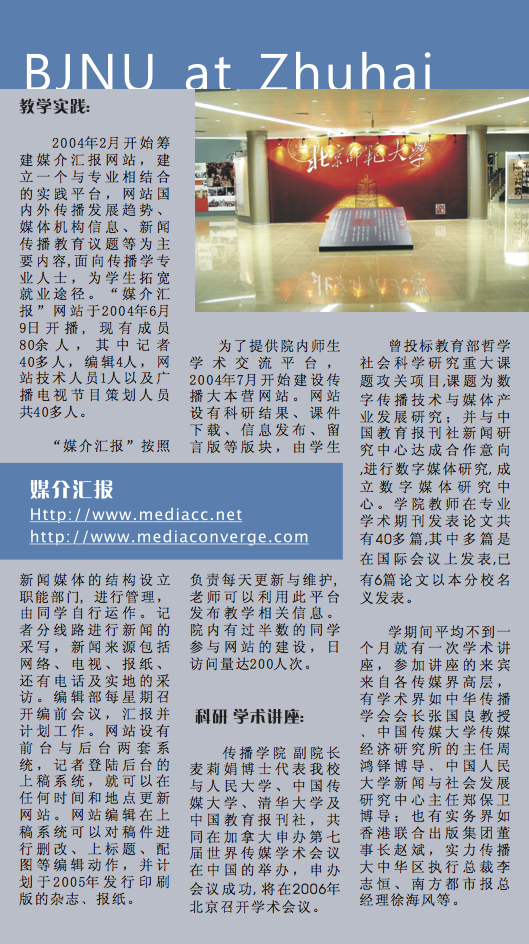 BJNU at Zhuhai
教学实践:
北京师范大学
2004年2月开始筹
建媒介汇报网站，建
立一个与专业相结合
的实践平台，网站国
内外传播发展趋势、
媒体机构信息、新闻
传播教育议题等为主
要内容,面向传播学专
业人士，为学生拓宽
就业途径。“媒介汇
报”网站于2004年6月
9日开播, 现有成员
80余人，其中记者
40多人，编辑4人，网
站技术人员1人以及广
播电视节目策划人员
共40多人。
“媒介汇报”按照
媒介汇报
Http://www.mediacc.net
http://www.mediaconverge.com
新闻媒体的结构设立
职能部门, 进行管理，
由同学自行运作。记
者分线路进行新闻的
采写，新闻来源包括
网络、电视、报纸、
还有电话及实地的采
访。编辑部每星期召
开编前会议，汇报并
计划工作。网站设有
前台与后台两套系
统，记者登陆后台的
上稿系统，就可以在
任何时间和地点更新
网站。网站编辑在上
稿系统可以对稿件进
行删改、上标题、配
图等编辑动作，并计
划于2005年发行印刷
版的杂志、报纸。
为了提供院内师生
学术交流平台，
2004年7月开始建设传
播大本营网站。网站
设有科研结果、课件
下载、信息发布、留
言版等版块，由学生
负责每天更新与维护,
老师可以利用此平台
发布教学相关信息。
院内有过半数的同学
参与网站的建设，日
访问量达200人次。
科研 学术讲座:
传播学院 副院长
麦莉娟博士代表我校
与人民大学、中国传
媒大学、清华大学及
中国教育报刊社，共
同在加拿大申办第七
届世界传媒学术会议
在中国的举办，申办
会议成功, 将在2006年
北京召开学术会议。
曾投标教育部哲学
社会科学研究重大课
题攻关项目,课题为数
字传播技术与媒体产
业发展研究；并与中
国教育报刊社新闻研
究中心达成合作意向
,进行数字媒体研究, 成
立数字媒体研究中
心。学院教师在专业
学术期刊发表论文共
有40多篇,其中多篇是
在国际会议上发表,已
有6篇论文以本分校名
义发表。
学期间平均不到一
个月就有一次学术讲
座，参加讲座的来宾
来自各传媒界高层，
有学术界如中华传播
学会会长张国良教授
、中国传媒大学传媒
经济研究所的主任周
鸿铎博导、中国人民
大学新闻与社会发展
研究中心主任郑保卫
博导；也有实务界如
香港联合出版集团董
事长赵斌，实力传播
大中华区执行总裁李
志恒、南方都市报总
经理徐海风等。